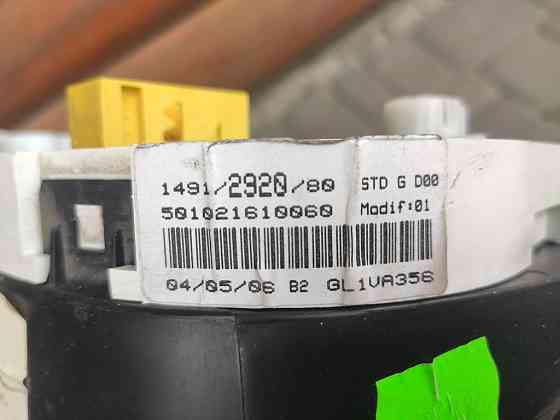 1491/2920/80 STD G D00
501021610060 Modif:01
04/05/06 B2 GL1VA356